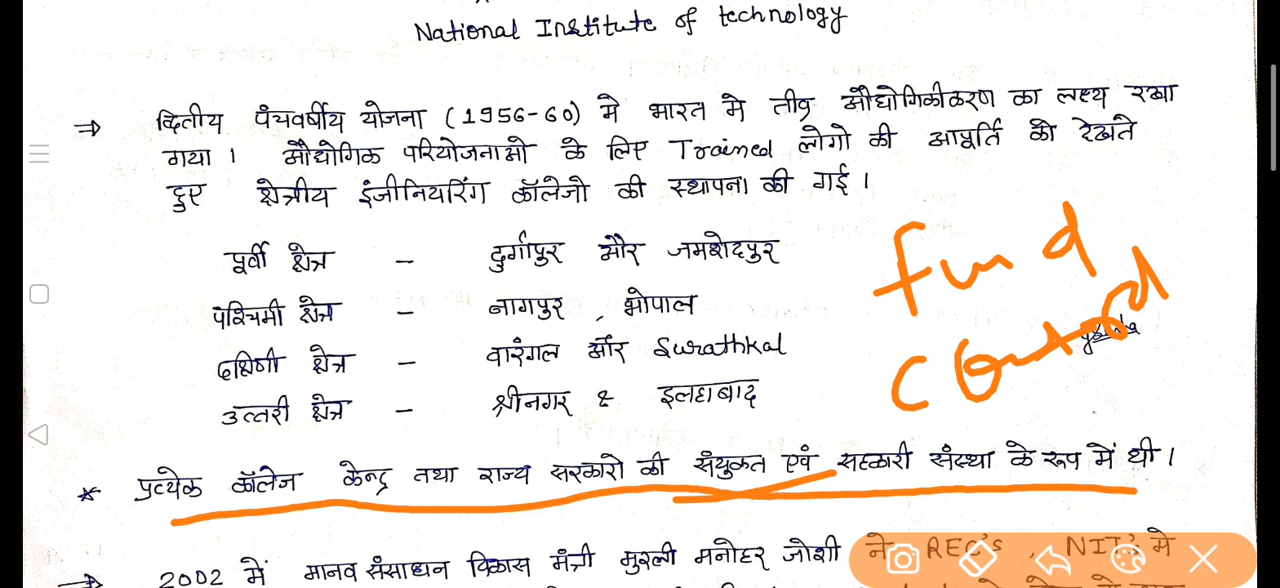 National Institute of technology
⇒ द्वितीय पंचवर्षीय योजना (1956-60) मे भारत मे तीव्र औद्योगिकीकरण का लक्ष्य रखा
गया। औद्योगिक परियोजनाओ के लिए Trained लोगो की आपूर्ति को देखते
हुए क्षेत्रीय इंजीनियरिंग कॉलेजो की स्थापना की गई।
पूर्वी क्षेत्र - दुर्गापुर और जमशेदपुर
पश्चिमी क्षेत्र - नागपुर, भोपाल
दक्षिणी क्षेत्र - वारंगल और Surathkal
उत्तरी क्षेत्र - श्रीनगर & इलाहाबाद
Fund
* प्रत्येक कॉलेज केन्द्र तथा राज्य सरकारो की संयुक्त एवं सहकारी संस्था के रूप में थी।
⇒ 2002 में मानव संसाधन विकास मंत्री मुरली मनोहर जोशी ने REC's, NIT's मे